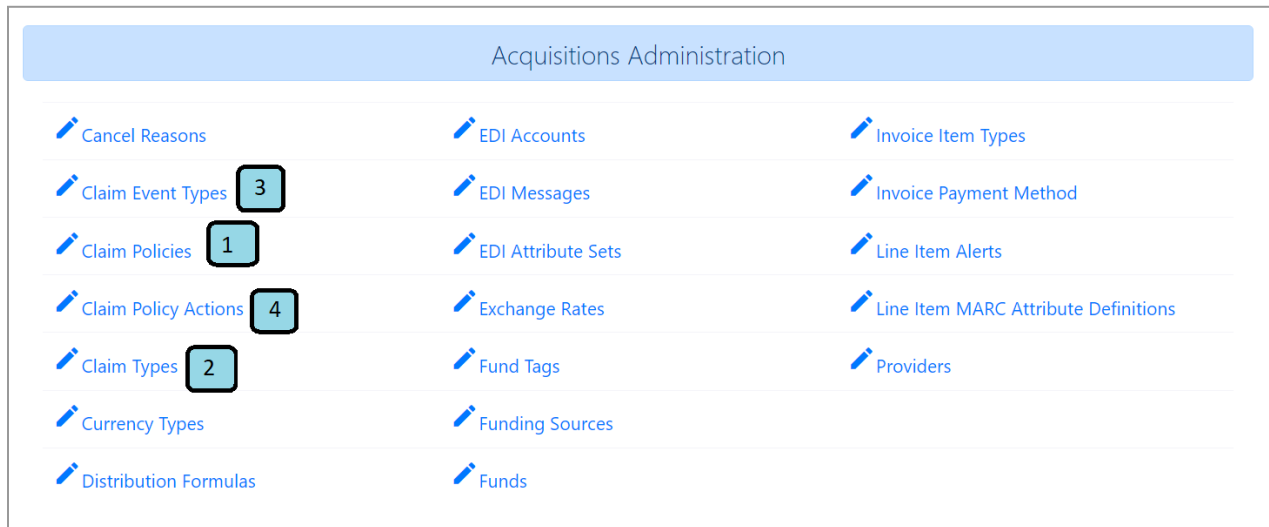 Acquisitions Administration
Cancel Reasons
EDI Accounts
Invoice Item Types
Claim Event Types 3
EDI Messages
Invoice Payment Method
Claim Policies 1
EDI Attribute Sets
Line Item Alerts
Claim Policy Actions 4
Exchange Rates
Line Item MARC Attribute Definitions
Claim Types 2
Fund Tags
Providers
Currency Types
Funding Sources
Distribution Formulas
Funds